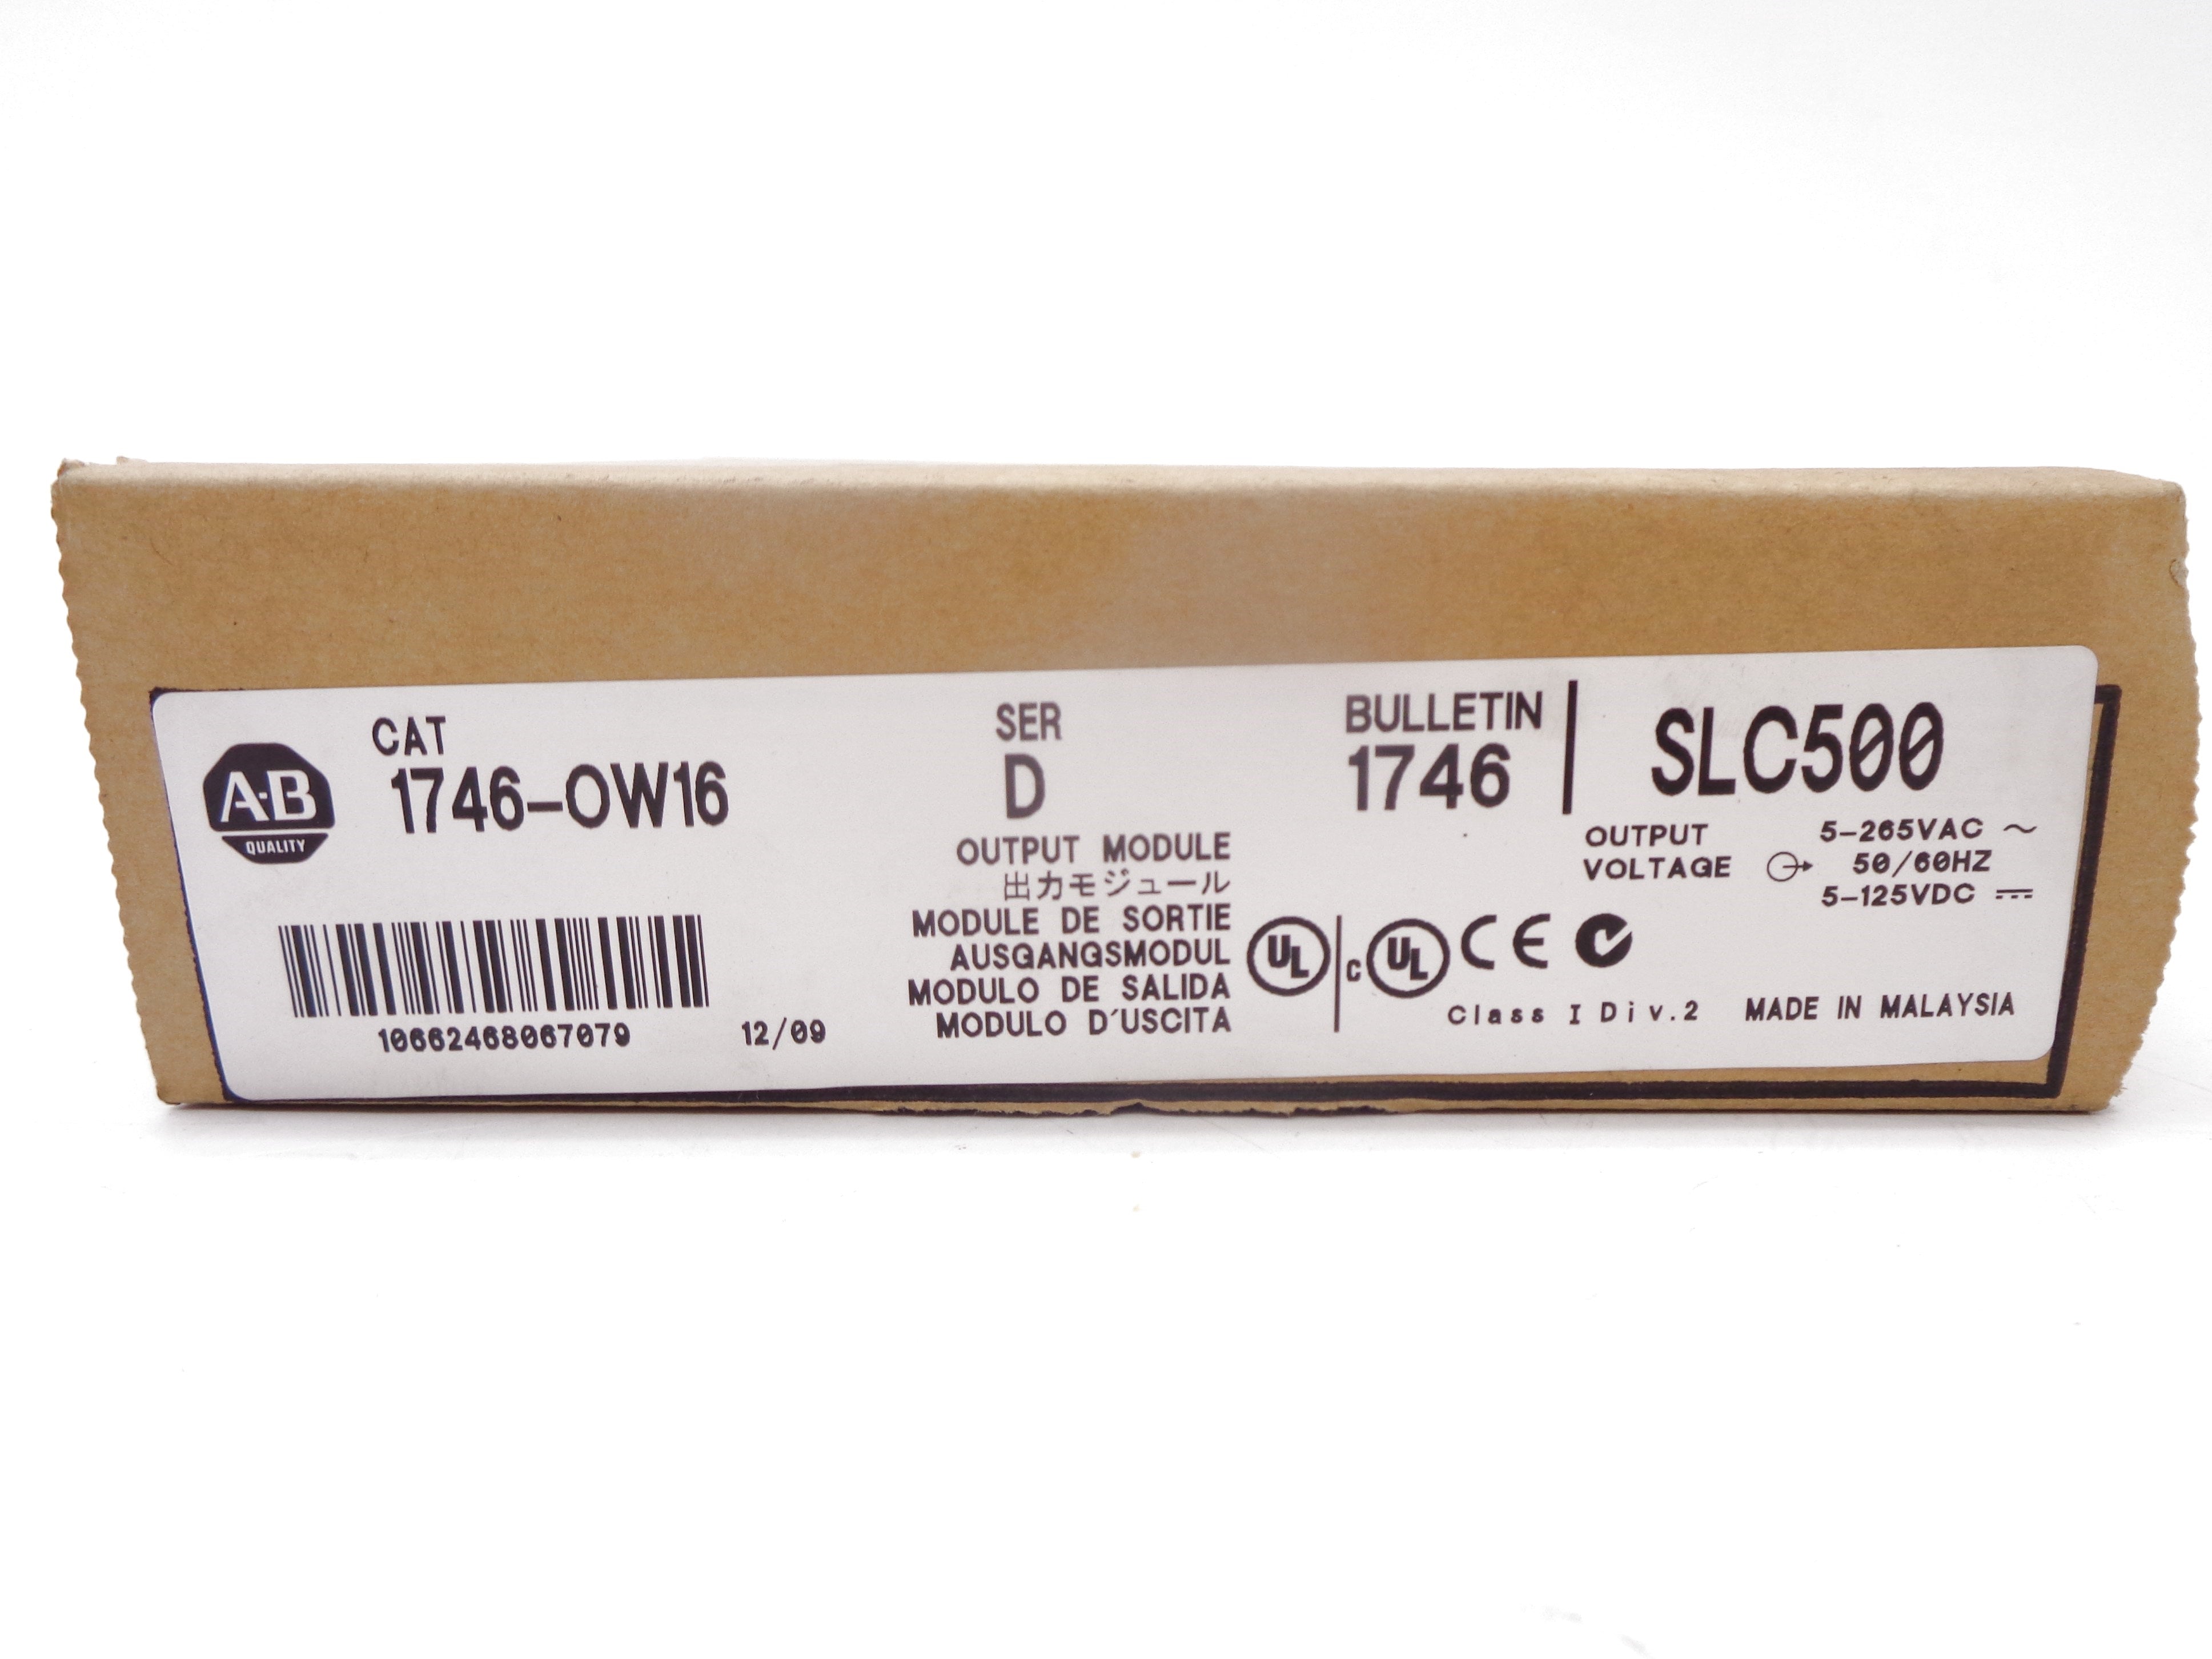 A-B
QUALITY
CAT
1746-OW16
10662468067079
12/09
SER
D
OUTPUT MODULE
出力モジュール
MODULE DE SORTIE
AUSGANGSMODUL
MODULO DE SALIDA
MODULO D'USCITA
BULLETIN
1746
SLC500
OUTPUT
VOLTAGE
5-265VAC ~
50/60HZ
5-125VDC ⎓
UL
c UL CE
Class I Div.2
MADE IN MALAYSIA